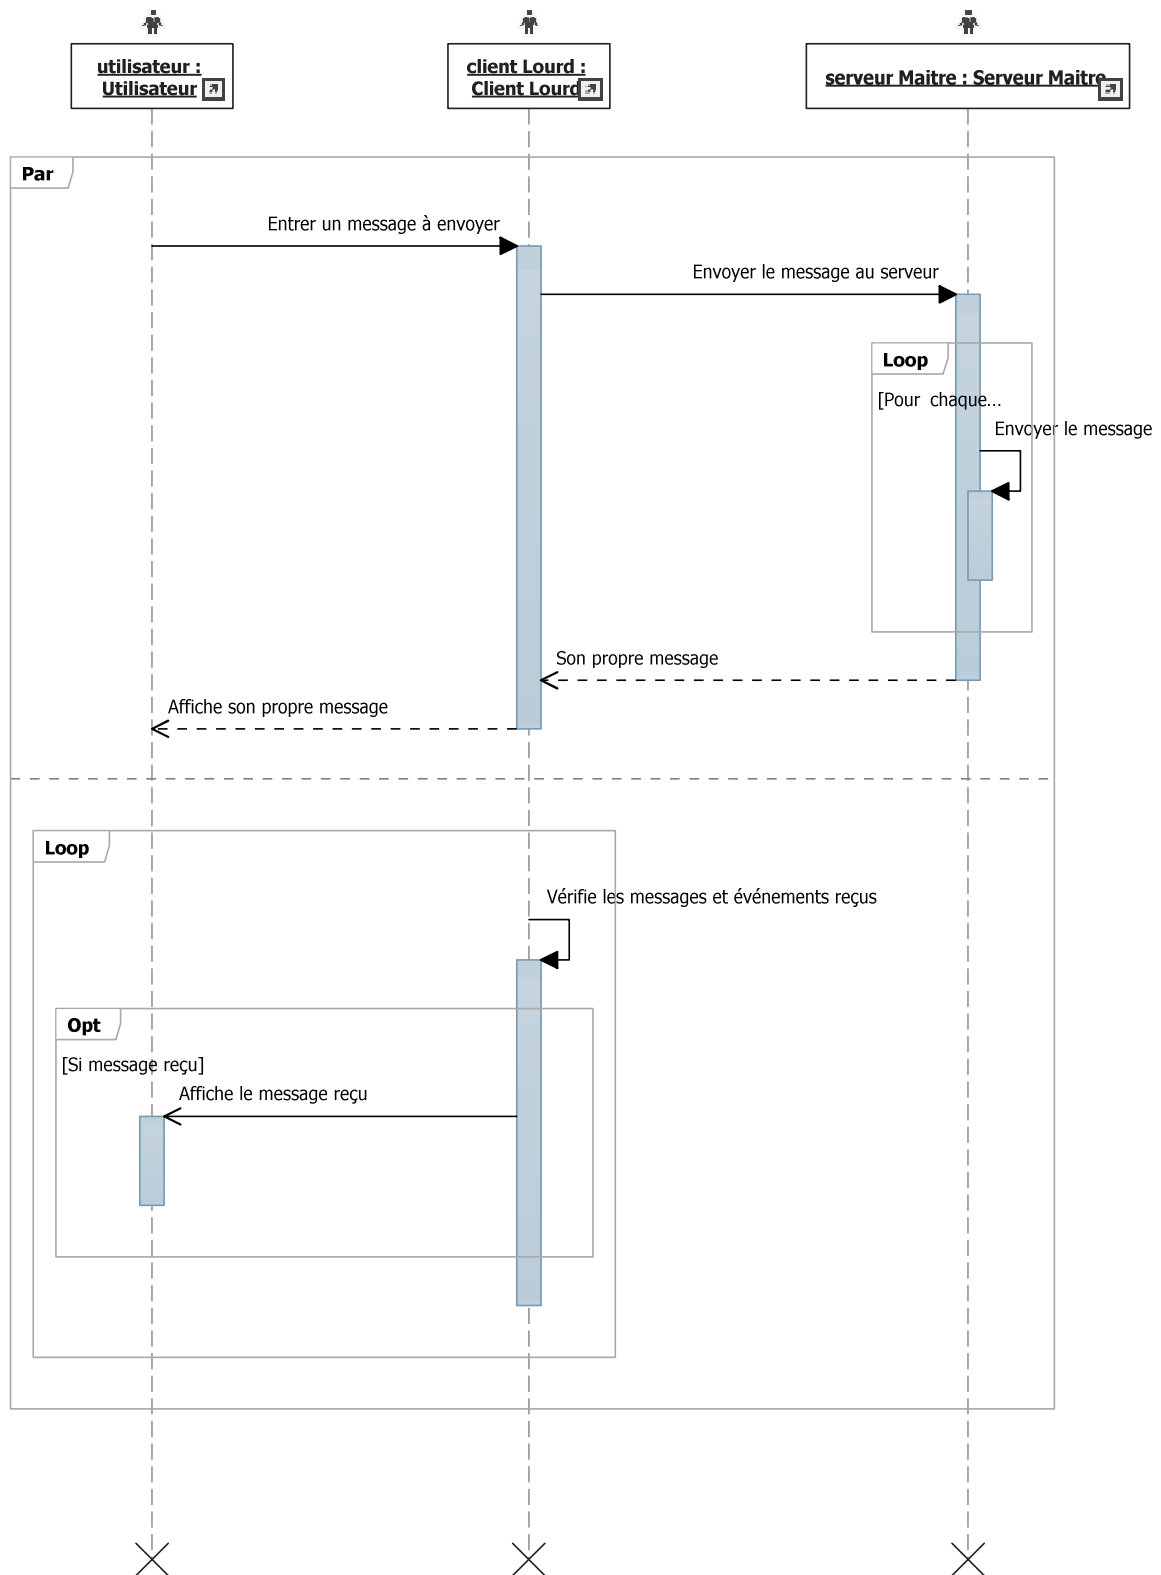 utilisateur :
Utilisateur
client Lourd :
Client Lourd
serveur Maitre : Serveur Maitre
Par
Entrer un message à envoyer
Envoyer le message au serveur
Loop
[Pour chaque...
Envoyer le message
Son propre message
Affiche son propre message
Loop
Vérifie les messages et événements reçus
Opt
[Si message reçu]
Affiche le message reçu